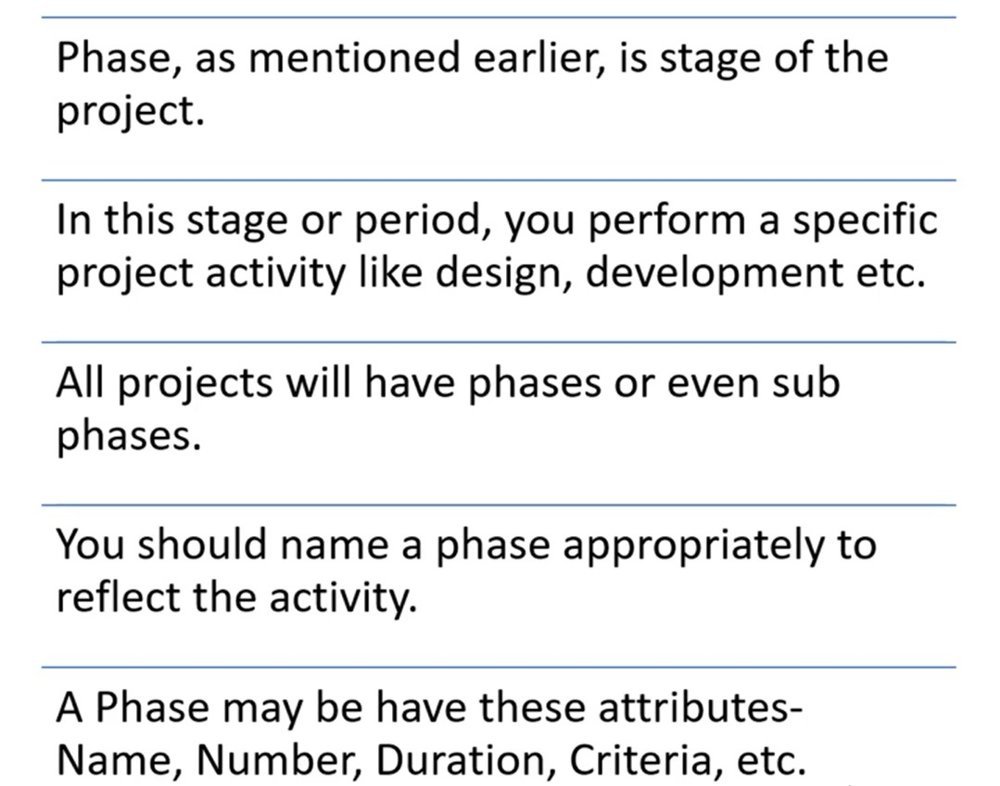 Phase, as mentioned earlier, is stage of the
project.
In this stage or period, you perform a specific
project activity like design, development etc.
All projects will have phases or even sub
phases.
You should name a phase appropriately to
reflect the activity.
A Phase may be have these attributes-
Name, Number, Duration, Criteria, etc.